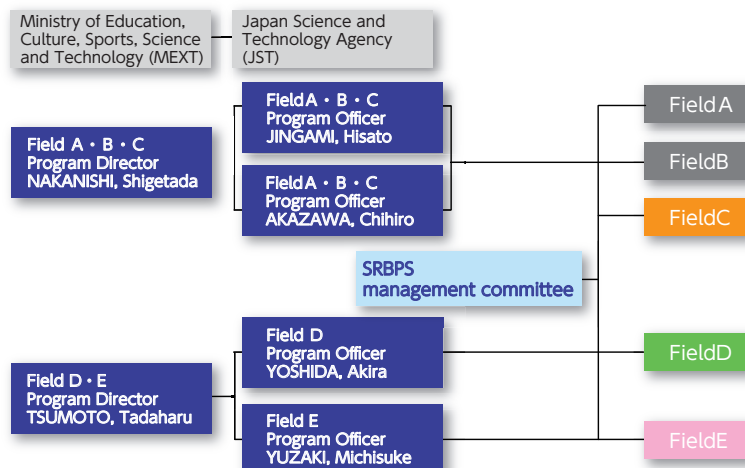 Ministry of Education,
Culture, Sports, Science
and Technology (MEXT)
Japan Science and
Technology Agency
(JST)
Field A・B・C
Program Director
NAKANISHI, Shigetada
FieldA・B・C
Program Officer
JINGAMI, Hisato
FieldA・B・C
Program Officer
AKAZAWA, Chihiro
FieldA
FieldB
FieldC
SRBPS
management committee
Field D・E
Program Director
TSUMOTO, Tadaharu
Field D
Program Officer
YOSHIDA, Akira
Field E
Program Officer
YUZAKI, Michisuke
FieldD
FieldE